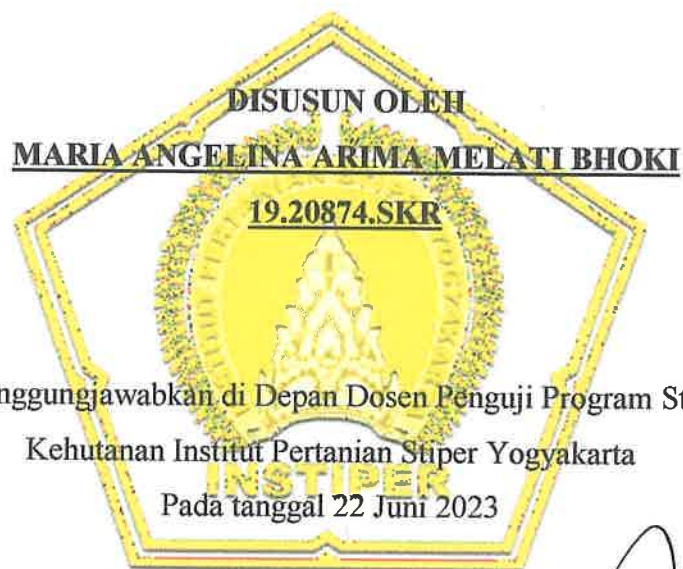 DISUSUN OLEH
MARIA ANGELINA ARIMA MELATI BHOKI
19.20874.SKR
nggungjawabkan di Depan Dosen Penguji Program St
Kehutanan Institut Pertanian Stiper Yogyakarta
INSTIPER
Pada tanggal 22 Juni 2023